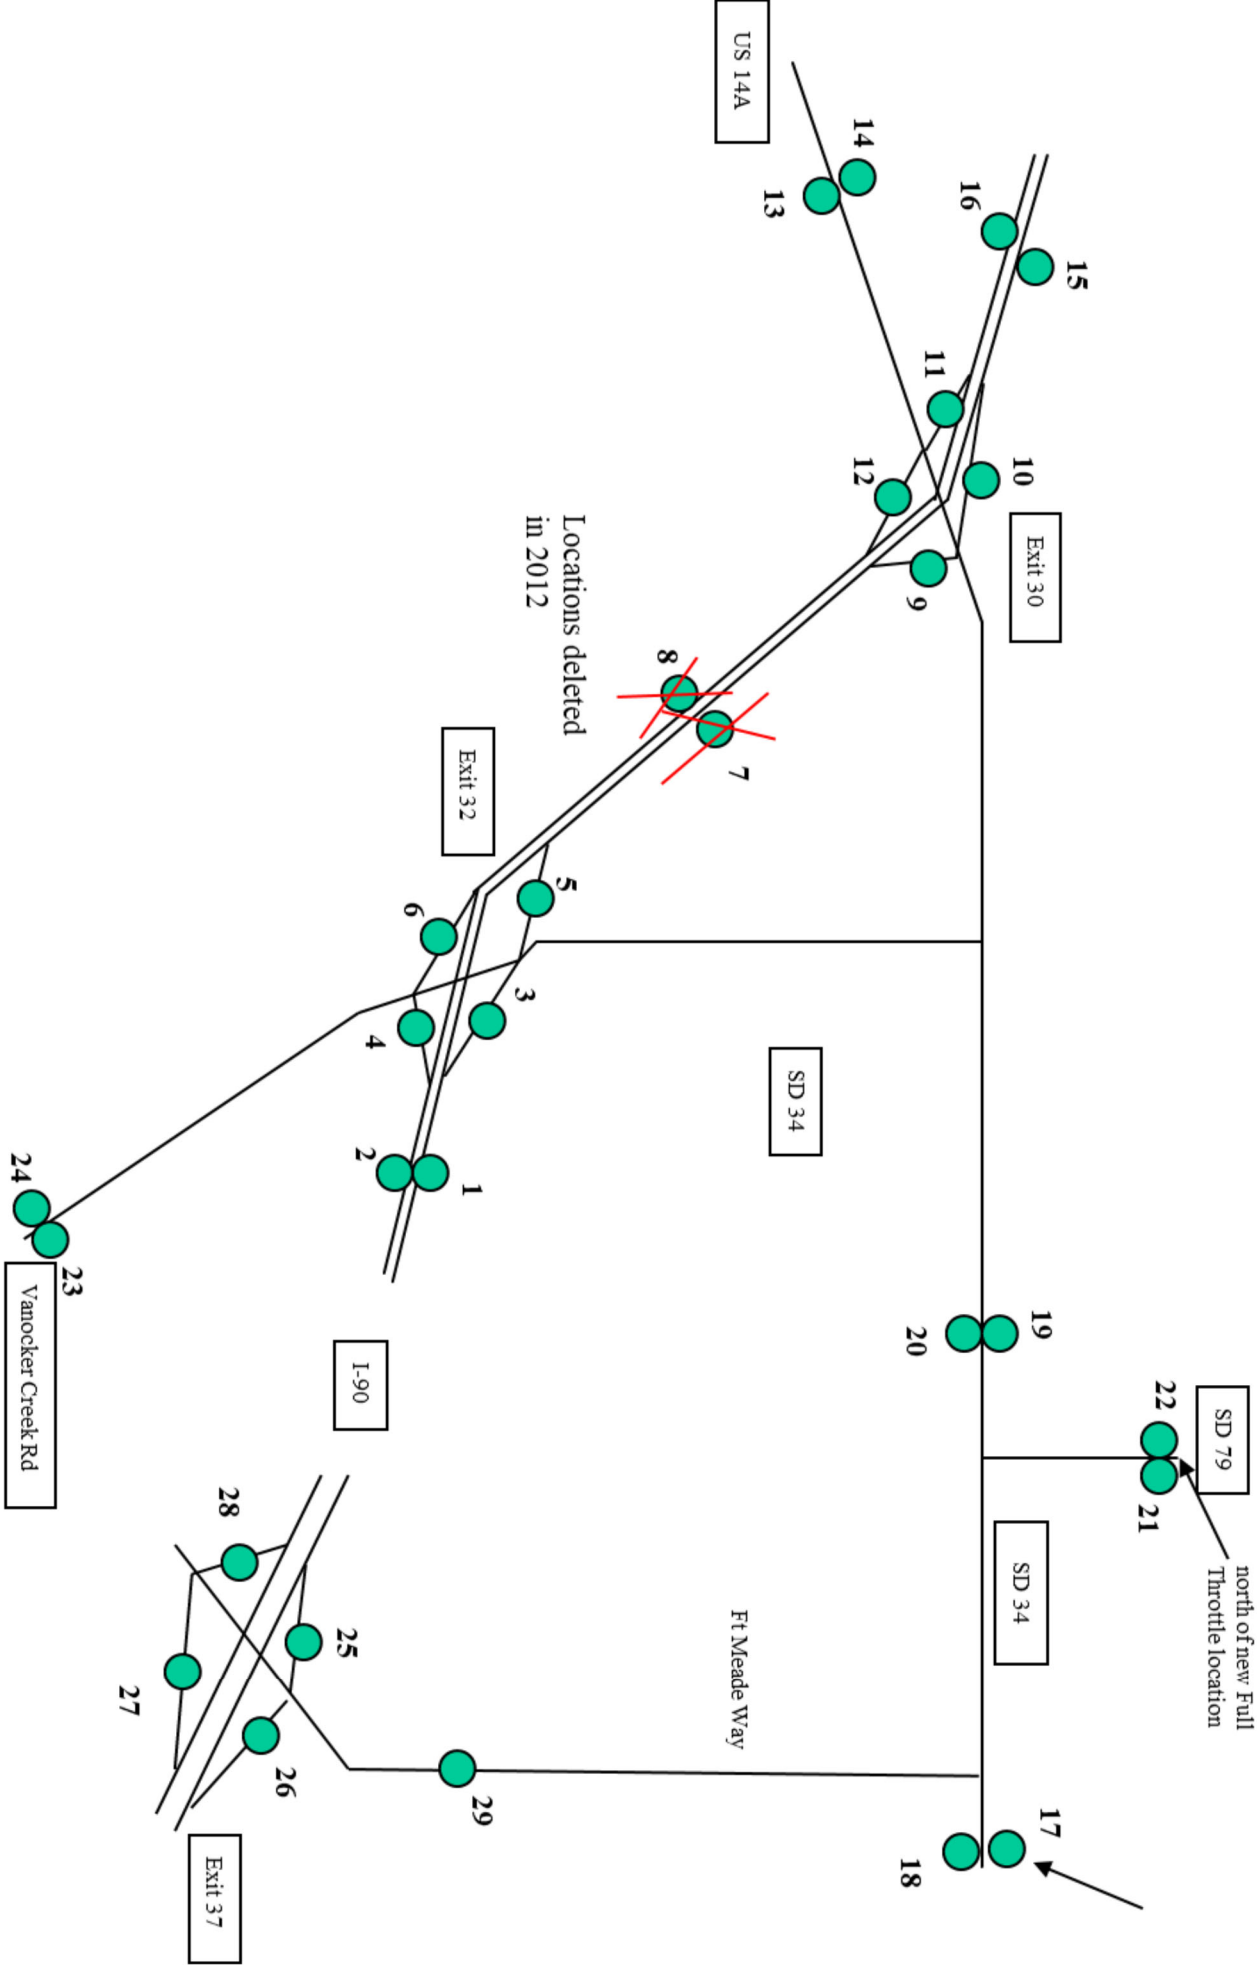 north of new Full
Throttle location
SD 79
22
21
15
19
17
Exit 30
10
SD 34
16
11
9
20
18
14
12
SD 34
13
US 14A
7
Ft Meade Way
8
Locations deleted
in 2012
5
3
29
Exit 32
1
6
4
2
I-90
25
26
28
Exit 37
27
23
24
Vanocker Creek Rd